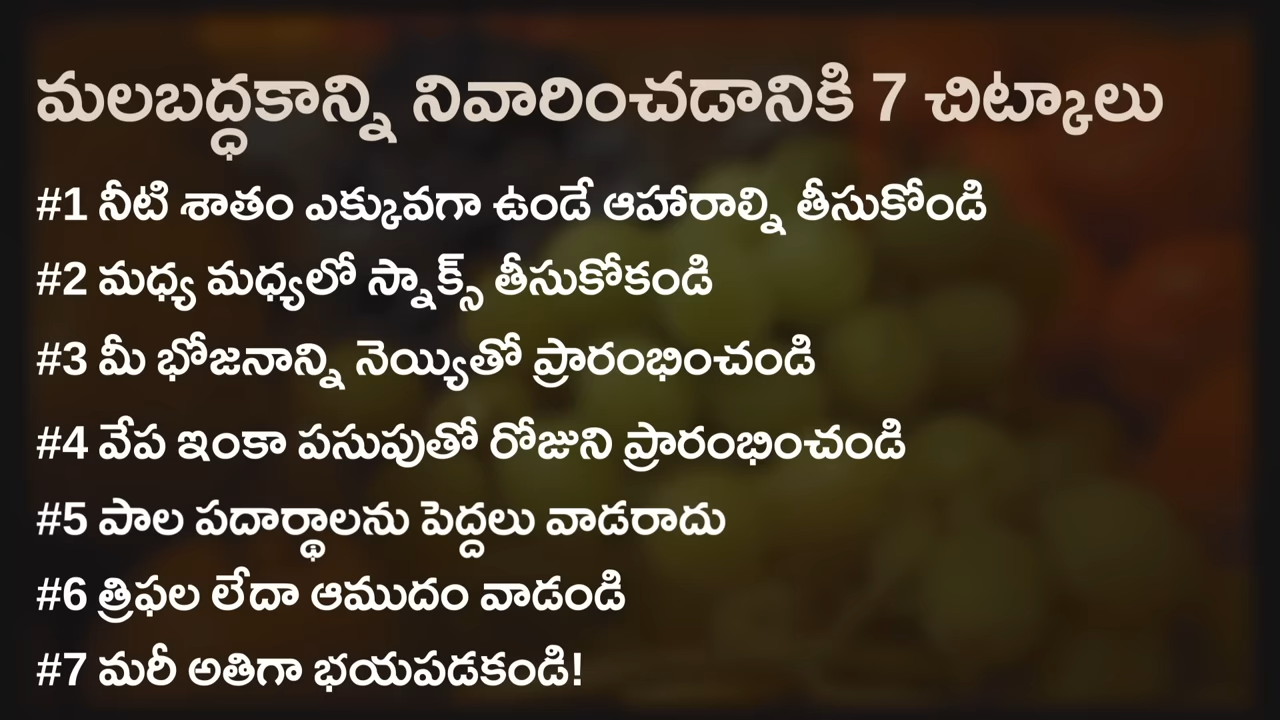 మలబద్ధకాన్ని నివారించడానికి 7 చిట్కాలు
#1 నీటి శాతం ఎక్కువగా ఉండే ఆహారాల్ని తీసుకోండి
#2 మధ్య మధ్యలో స్నాక్స్ తీసుకోకండి
#3 మీ భోజనాన్ని నెయ్యితో ప్రారంభించండి
#4 వేప ఇంకా పసుపుతో రోజుని ప్రారంభించండి
#5 పాల పదార్థాలను పెద్దలు వాడరాదు
#6 త్రిఫల లేదా ఆముదం వాడండి
#7 మరీ అతిగా భయపడకండి!